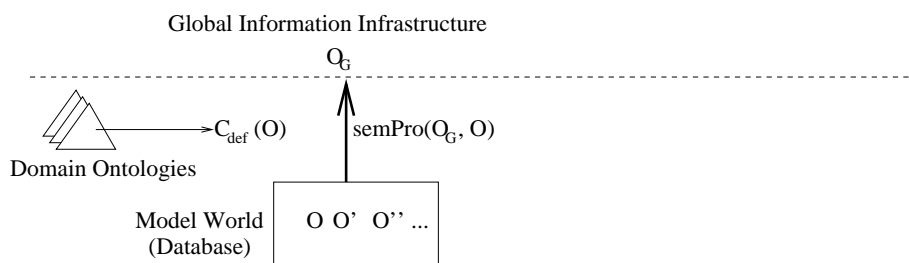 Global Information Infrastructure
O_G
C_def (O)
semPro(O_G, O)
Domain Ontologies
Model World
(Database)
O O' O'' ...